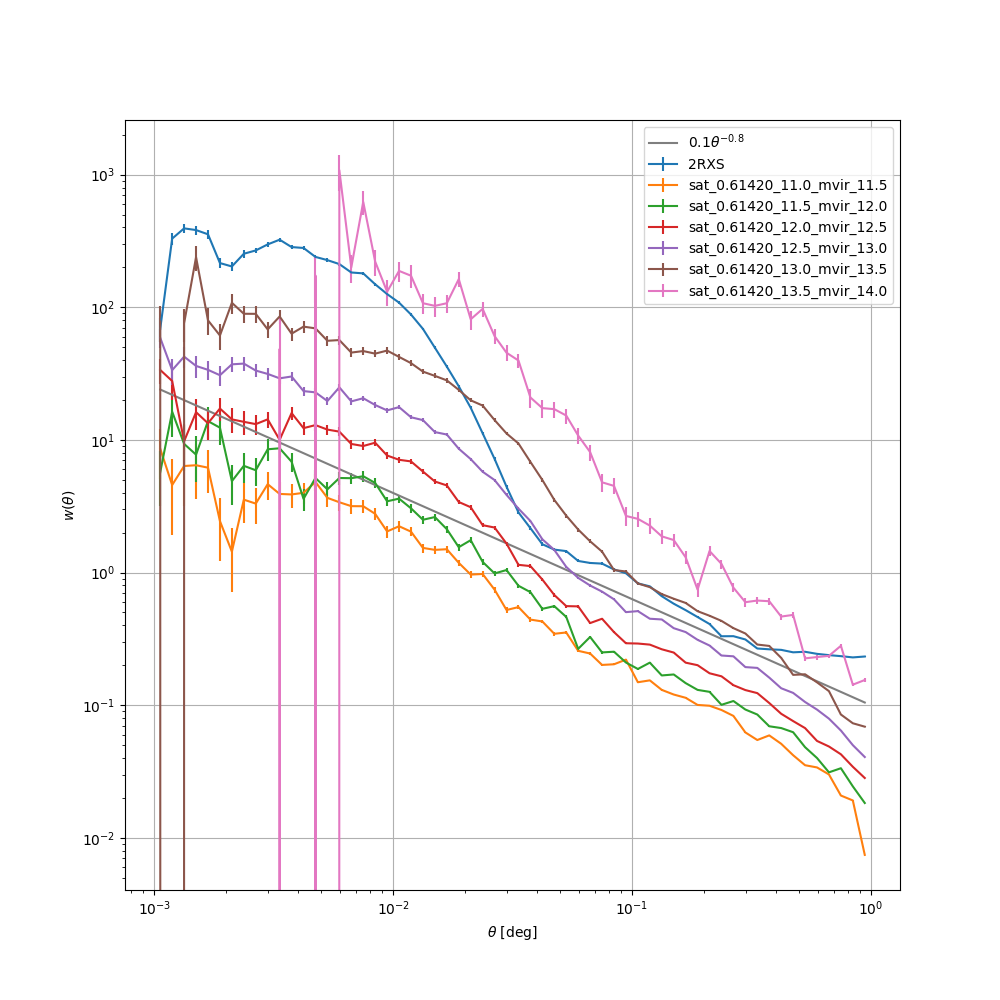 0.1θ^{-0.8}
2RXS
sat_0.61420_11.0_mvir_11.5
sat_0.61420_11.5_mvir_12.0
sat_0.61420_12.0_mvir_12.5
sat_0.61420_12.5_mvir_13.0
sat_0.61420_13.0_mvir_13.5
sat_0.61420_13.5_mvir_14.0
10^3
10^2
10^1
10^0
10^{-1}
10^{-2}
w(θ)
10^{-3} 10^{-2} 10^{-1} 10^0
θ [deg]